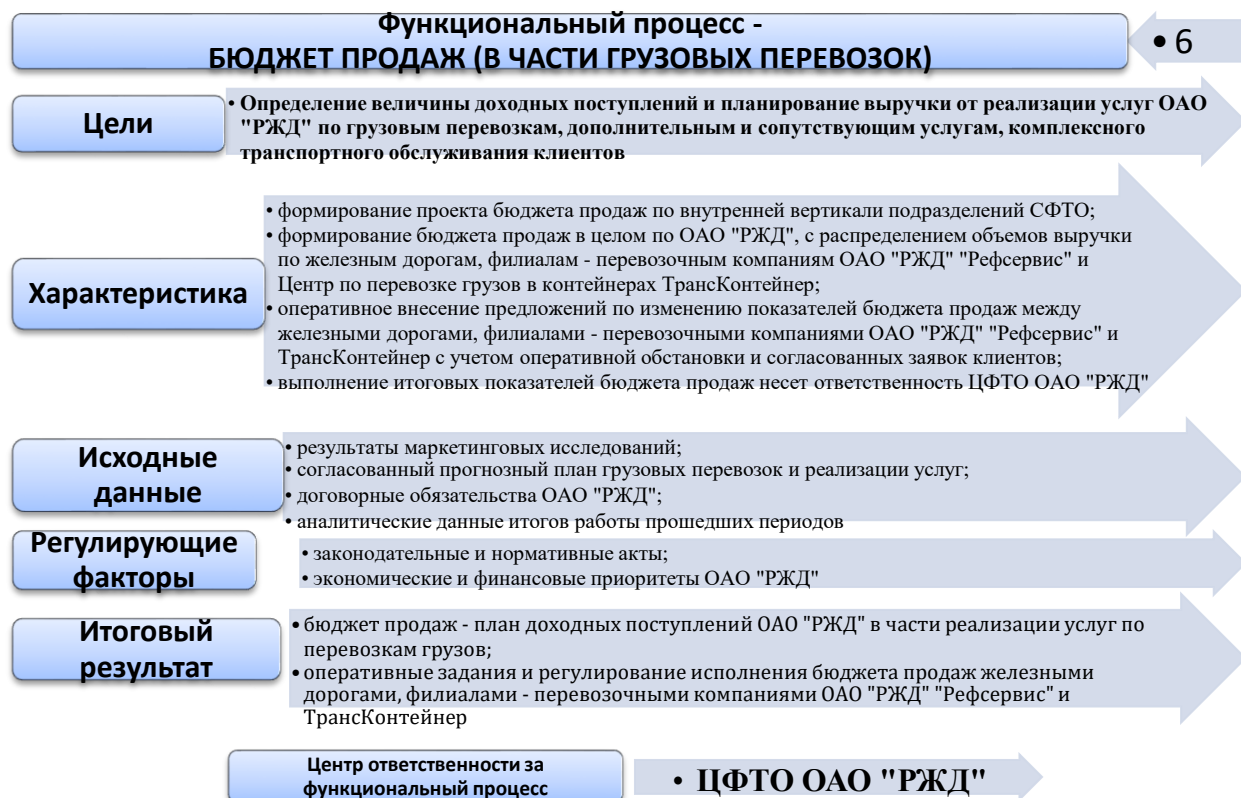 Функциональный процесс -
БЮДЖЕТ ПРОДАЖ (В ЧАСТИ ГРУЗОВЫХ ПЕРЕВОЗОК)
• 6
Цели
• Определение величины доходных поступлений и планирование выручки от реализации услуг ОАО
"РЖД" по грузовым перевозкам, дополнительным и сопутствующим услугам, комплексного
транспортного обслуживания клиентов
Характеристика
• формирование проекта бюджета продаж по внутренней вертикали подразделений СФТО;
• формирование бюджета продаж в целом по ОАО "РЖД", с распределением объемов выручки
по железным дорогам, филиалам - перевозочным компаниям ОАО "РЖД" "Рефсервис" и
Центр по перевозке грузов в контейнерах ТрансКонтейнер;
• оперативное внесение предложений по изменению показателей бюджета продаж между
железными дорогами, филиалами - перевозочными компаниями ОАО "РЖД" "Рефсервис" и
ТрансКонтейнер с учетом оперативной обстановки и согласованных заявок клиентов;
• выполнение итоговых показателей бюджета продаж несет ответственность ЦФТО ОАО "РЖД"
Исходные
данные
• результаты маркетинговых исследований;
• согласованный прогнозный план грузовых перевозок и реализации услуг;
• договорные обязательства ОАО "РЖД";
• аналитические данные итогов работы прошедших периодов
Регулирующие
факторы
• законодательные и нормативные акты;
• экономические и финансовые приоритеты ОАО "РЖД"
Итоговый
результат
• бюджет продаж - план доходных поступлений ОАО "РЖД" в части реализации услуг по
перевозкам грузов;
• оперативные задания и регулирование исполнения бюджета продаж железными
дорогами, филиалами - перевозочными компаниями ОАО "РЖД" "Рефсервис" и
ТрансКонтейнер
Центр ответственности за
функциональный процесс
• ЦФТО ОАО "РЖД"